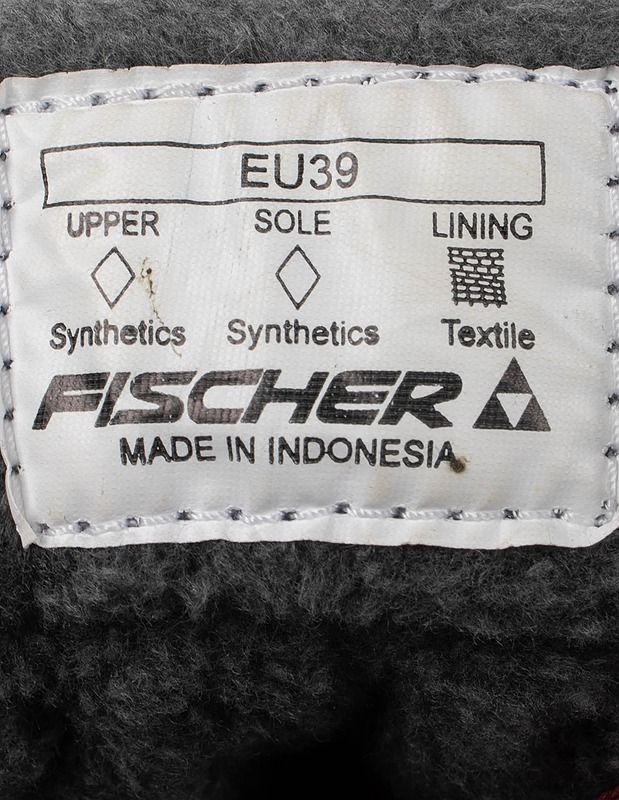 EU39
UPPER SOLE LINING
Synthetics Synthetics Textile
FISCHER
MADE IN INDONESIA